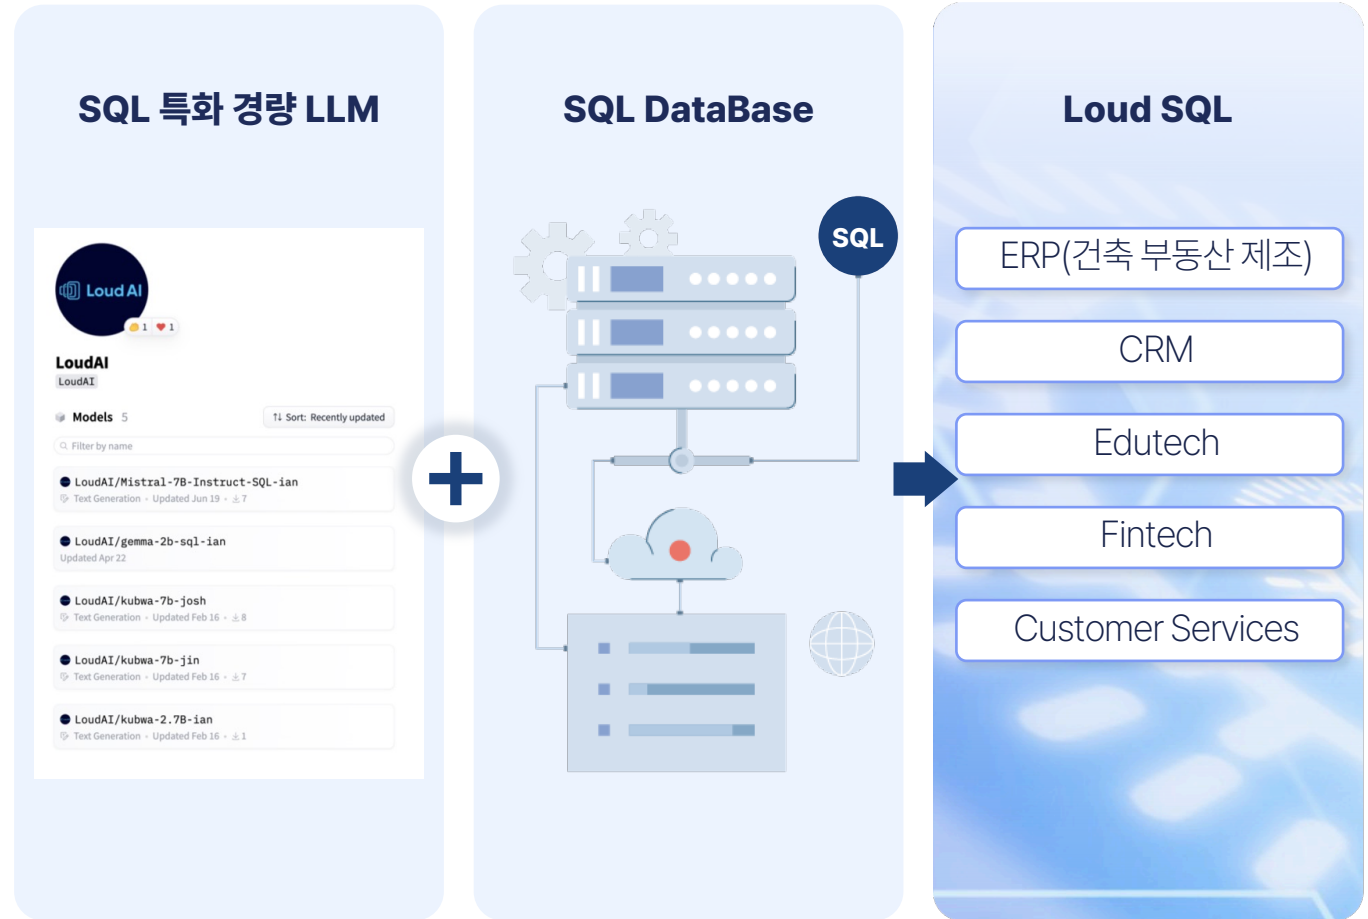 SQL 특화 경량 LLM
Loud AI
1 1
LoudAI
LoudAI
Models 5
Sort: Recently updated
Filter by name
LoudAI/Mistral-7B-Instruct-SQL-ian
Text Generation • Updated Jun 19 • 7
LoudAI/gemma-2b-sql-ian
Updated Apr 22
LoudAI/kubwa-7b-josh
Text Generation • Updated Feb 16 • 8
LoudAI/kubwa-7b-jin
Text Generation • Updated Feb 16 • 7
LoudAI/kubwa-2.7B-ian
Text Generation • Updated Feb 16 • 1
SQL DataBase
SQL
Loud SQL
ERP(건축 부동산 제조)
CRM
Edutech
Fintech
Customer Services